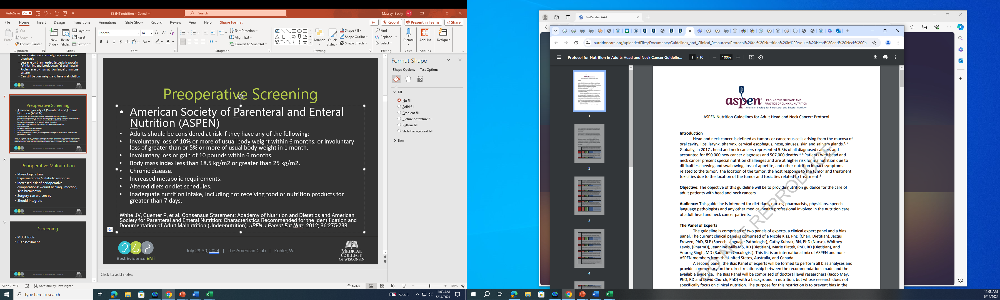 AutoSave On
BEENT nutrition • Saved
Search
Massey, Becky MB
File Home Insert Design Transitions Animations Slide Show Record Review View Help Shape Format
Record Present in Teams Share
Paste
Cut
Copy
Format Painter
Clipboard
New Slide
Reuse Slides
Layout
Reset
Section
Slides
Roboto 14
Font
Text Direction
Align Text
Convert to SmartArt
Paragraph
Arrange
Quick Styles
Shape Fill
Shape Outline
Shape Effects
Drawing
Find
Replace
Select
Editing
Dictate
Voice
Add-ins
Add-ins
Designer
– Less intake due to anxiety, depression, pain,
dysphagia
– Less energy than needed (especially protein,
fat vitamins and break down fat and muscle)
– Protein energy malnutrition impairs immune
system
– Can still be overweight and have malnutrition
7
Preoperative Screening
• American Society of Parenteral and Enteral
Nutrition (ASPEN)
8
Perioperative Malnutrition
• Physiologic stress,
hypermetabolic/catabolic response
• Increased risk of perioperative
complications: wound healing, infection,
skin breakdown
• Surgery can worsen by
• Should integrate
9
Screening
• MUST tools
• RD assessment
Preoperative Screening
• American Society of Parenteral and Enteral
Nutrition (ASPEN)
• Adults should be considered at risk if they have any of the following:
• Involuntary loss of 10% or more of usual body weight within 6 months, or involuntary
loss of greater than or 5% or more of usual body weight in 1 month.
• Involuntary loss or gain of 10 pounds within 6 months.
• Body mass index less than 18.5 kg/m2 or greater than 25 kg/m2.
• Chronic disease.
• Increased metabolic requirements.
• Altered diets or diet schedules.
• Inadequate nutrition intake, including not receiving food or nutrition products for
greater than 7 days.
White JV, Guenter P, et al. Consensus Statement: Academy of Nutrition and Dietetics and American
Society for Parenteral and Enteral Nutrition: Characteristics Recommended for the Identification and
Documentation of Adult Malnutrition (Under-nutrition). JPEN J Parent Ent Nutr. 2012; 36:275-283.
Best Evidence ENT
July 28-30, 2024 | The American Club | Kohler, WI
MEDICAL
COLLEGE
OF WISCONSIN
Click to add notes
Format Shape
Shape Options Text Options
Fill
No fill
Solid fill
Gradient fill
Picture or texture fill
Pattern fill
Slide background fill
Line
Slide 7 of 31 Accessibility: Investigate
Notes 104%
Type here to search
Result
11:03 AM
6/14/2024
NetScaler AAA
nutritioncare.org/uploadedFiles/Documents/Guidelines_and_Clinical_Resources/Protocol%20for%20Nutrition%20in%20Adults%20Head%20and%20Neck%20Ca...
Protocol for Nutrition in Adults Head and Neck Cancer Guidelin... 1 / 10 100%
1
2
3
4
aspen LEADING THE SCIENCE AND
PRACTICE OF CLINICAL NUTRITION
American Society for Parenteral and Enteral Nutrition
ASPEN Nutrition Guidelines for Adult Head and Neck Cancer: Protocol
Introduction
Head and neck cancer is defined as tumors or cancerous cells arising from the mucosa of
oral cavity, lips, larynx, pharynx, cervical esophagus, nose, sinuses, skin and salivary glands.1, 2
Globally, in 2017 , head and neck cancers represented 5.3% of all diagnosed cancers and
accounted for 890,000 new cancer diagnoses and 507,000 deaths.3, 4 Patients with head and
neck cancer present special nutrition challenges and are at higher risk for malnutrition due to
difficulties chewing and swallowing, loss of appetite, and other nutrition impact symptoms
related to the tumor, the location of the tumor, the host response to the tumor and treatment
toxicities due to the location of the tumor and toxicities related to treatment.5
Objective: The objective of this guideline will be to provide nutrition guidance for the care of
adult patients with head and neck cancers.
Audience: This guideline is intended for dietitians, nurses, pharmacists, physicians, speech
language pathologists and any other medical health professional involved in the nutrition care
of adult head and neck cancer patients.
The Panel of Experts
The guideline is comprised of two panels of experts, a clinical expert panel and a bias
panel. The current clinical panel is comprised of a Nicole Kiss, PhD (Chair, Dietitian), Jacqui
Frowen, PhD, SLP (Speech Language Pathologist), Cathy Kubrak, RN, PhD (Nurse), Whitney
Lewis, (PharmD), Jeannine Mills MS, RD (Dietitian), Marie Platek, PhD, RD (Dietitian), and
Anurag Singh, MD (Radiation Oncologist). This list is an international mix of ASPEN and non-
ASPEN members from the United States, Australia, and Canada.
A second panel, the Bias Panel of experts will be formed to perform all bias analyses and
provide commentary on the direct relationship between the recommendations made and the
available evidence. The Bias Panel will be comprised of doctoral level researchers (Jacob Mey,
PhD, RD and David Church, PhD) with a background in nutrition, but whose research does not
specifically focus on clinical nutrition. The purpose for this restriction is to prevent bias in the
DO NOT REPRODUCE
11:03 AM
6/14/2024